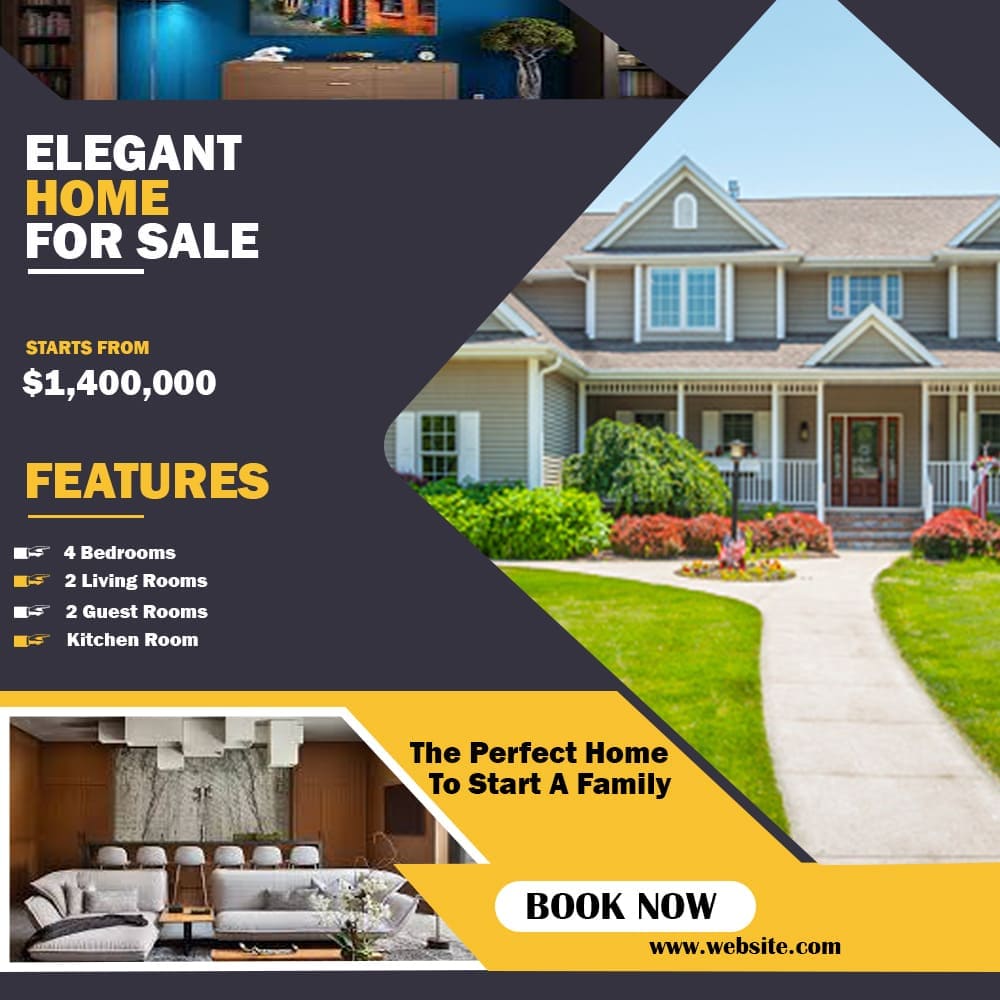 ELEGANT
HOME
FOR SALE
STARTS FROM
$1,400,000
FEATURES
4 Bedrooms
2 Living Rooms
2 Guest Rooms
Kitchen Room
The Perfect Home
To Start A Family
BOOK NOW
www.website.com